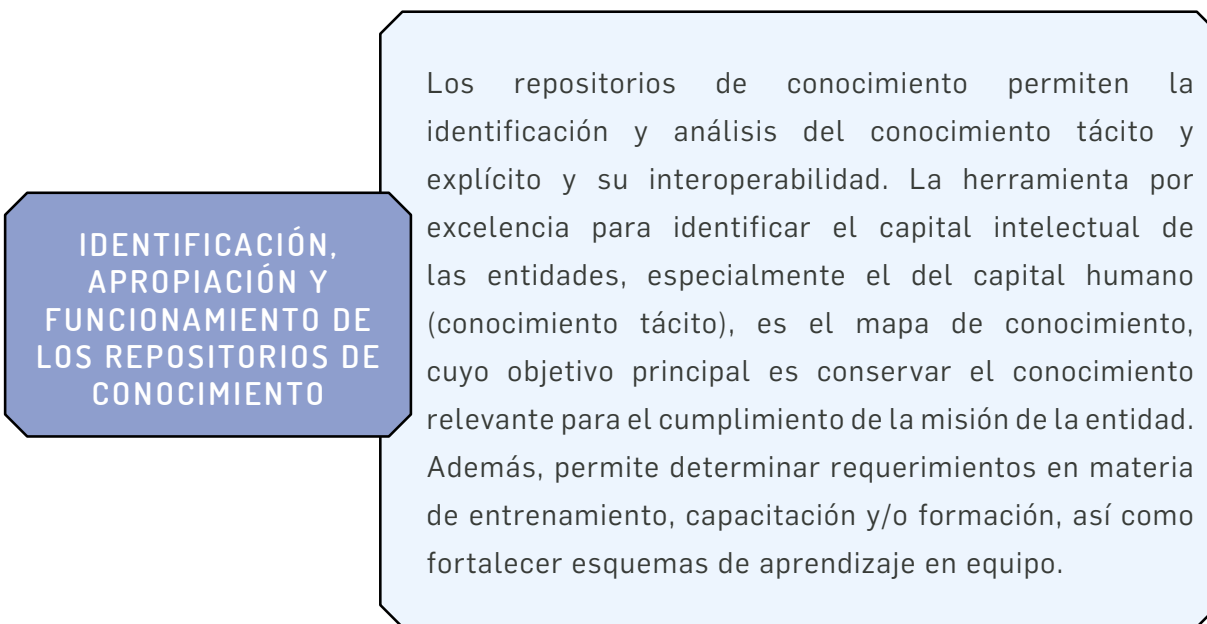 IDENTIFICACIÓN,
APROPIACIÓN Y
FUNCIONAMIENTO DE
LOS REPOSITORIOS DE
CONOCIMIENTO
Los repositorios de conocimiento permiten la
identificación y análisis del conocimiento tácito y
explícito y su interoperabilidad. La herramienta por
excelencia para identificar el capital intelectual de
las entidades, especialmente el del capital humano
(conocimiento tácito), es el mapa de conocimiento,
cuyo objetivo principal es conservar el conocimiento
relevante para el cumplimiento de la misión de la entidad.
Además, permite determinar requerimientos en materia
de entrenamiento, capacitación y/o formación, así como
fortalecer esquemas de aprendizaje en equipo.